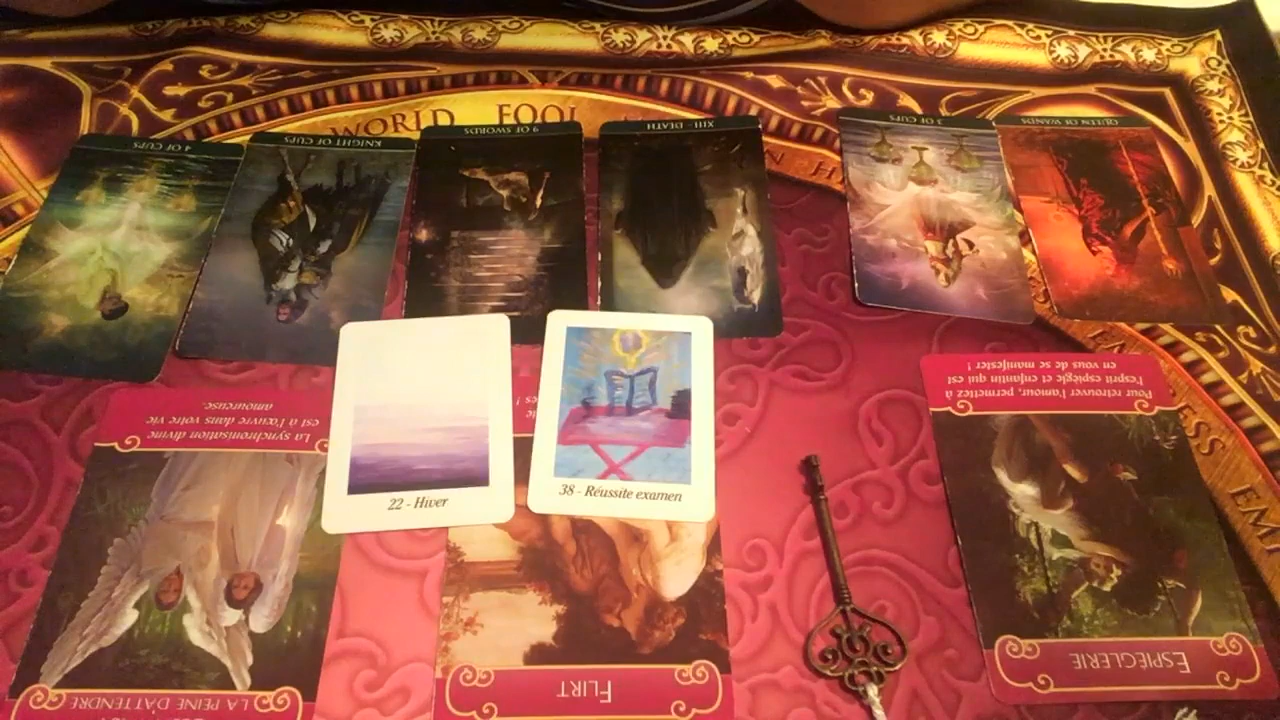 WORLD
FOOL
4 OF CUPS
KNIGHT OF CUPS
9 OF SWORDS
XIII - DEATH
3 OF CUPS
QUEEN OF WANDS
La synchronisation divine
est à l'œuvre dans votre vie
amoureuse.
22 - Hiver
38 - Réussite examen
Pour retrouver l'amour, permettez à
l'esprit espiègle et enfantin qui est
en vous de se manifester !
LA PEINE D'ATTENDRE
FLIRT
ESPIÈGLERIE